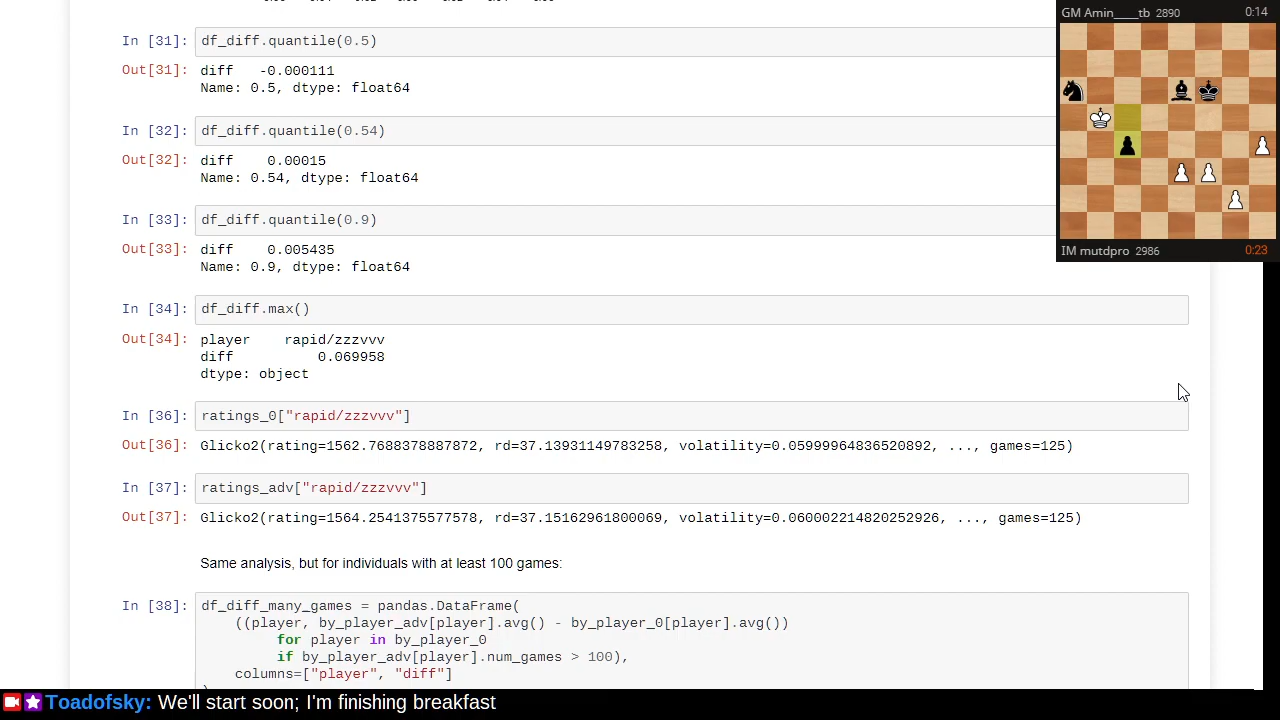 In [31]: df_diff.quantile(0.5)
Out[31]: diff   -0.000111
Name: 0.5, dtype: float64
In [32]: df_diff.quantile(0.54)
Out[32]: diff    0.00015
Name: 0.54, dtype: float64
In [33]: df_diff.quantile(0.9)
Out[33]: diff    0.005435
Name: 0.9, dtype: float64
In [34]: df_diff.max()
Out[34]: player    rapid/zzzvvv
diff          0.069958
dtype: object
In [36]: ratings_0["rapid/zzzvvv"]
Out[36]: Glicko2(rating=1562.7688378887872, rd=37.13931149783258, volatility=0.05999964836520892, ..., games=125)
In [37]: ratings_adv["rapid/zzzvvv"]
Out[37]: Glicko2(rating=1564.2541375577578, rd=37.15162961800069, volatility=0.060002214820252926, ..., games=125)
Same analysis, but for individuals with at least 100 games:
In [38]: df_diff_many_games = pandas.DataFrame(
((player, by_player_adv[player].avg() - by_player_0[player].avg())
for player in by_player_0
if by_player_adv[player].num_games > 100),
columns=["player", "diff"]
GM Amin____tb 2890 0:14
IM mutdpro 2986 0:23
Toadofsky: We'll start soon; I'm finishing breakfast